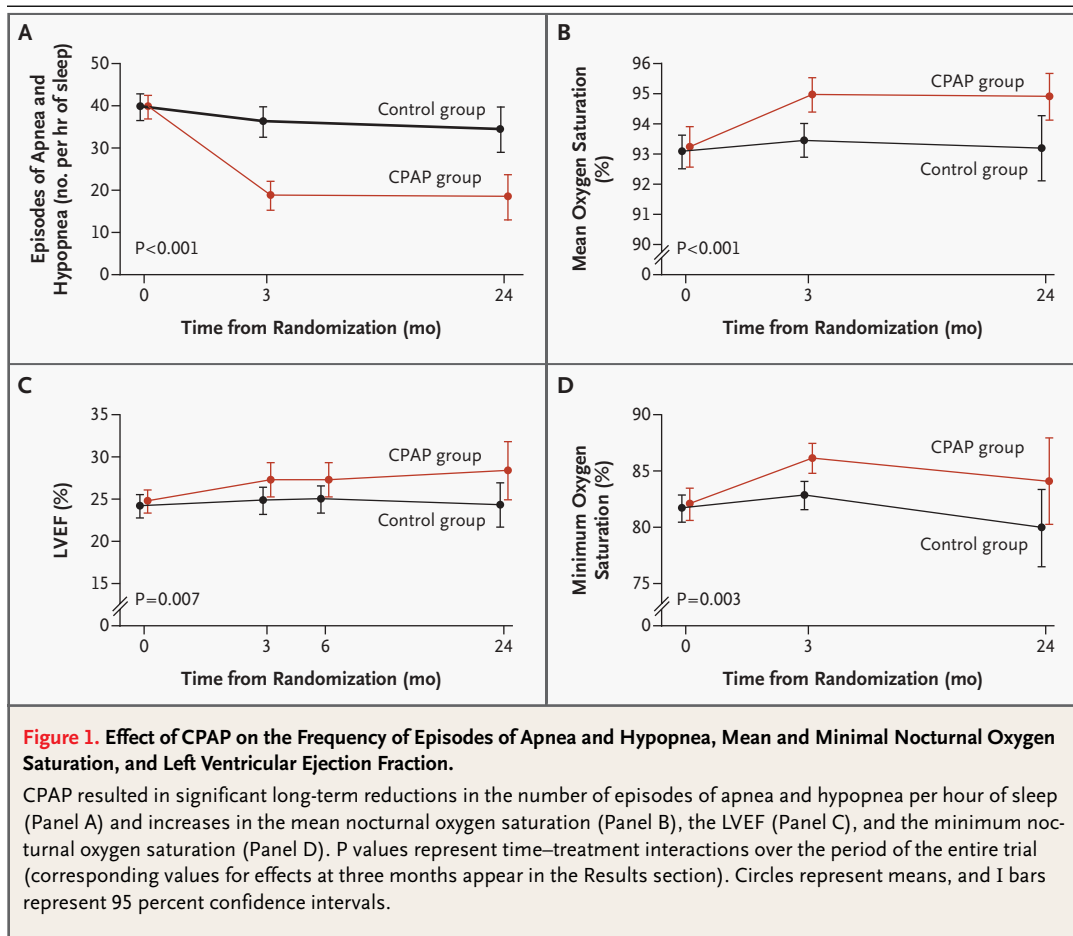 A
Episodes of Apnea and
Hypopnea (no. per hr of sleep)
50
40
30
20
10
0
Control group
CPAP group
P<0.001
0 3 24
Time from Randomization (mo)
B
Mean Oxygen Saturation
(%)
96
95
94
93
92
91
90
0
CPAP group
Control group
P<0.001
0 3 24
Time from Randomization (mo)
C
LVEF (%)
35
30
25
20
15
0
CPAP group
Control group
P=0.007
0 3 6 24
Time from Randomization (mo)
D
Minimum Oxygen
Saturation (%)
90
85
80
75
0
CPAP group
Control group
P=0.003
0 3 24
Time from Randomization (mo)
Figure 1. Effect of CPAP on the Frequency of Episodes of Apnea and Hypopnea, Mean and Minimal Nocturnal Oxygen
Saturation, and Left Ventricular Ejection Fraction.
CPAP resulted in significant long-term reductions in the number of episodes of apnea and hypopnea per hour of sleep
(Panel A) and increases in the mean nocturnal oxygen saturation (Panel B), the LVEF (Panel C), and the minimum noc-
turnal oxygen saturation (Panel D). P values represent time–treatment interactions over the period of the entire trial
(corresponding values for effects at three months appear in the Results section). Circles represent means, and I bars
represent 95 percent confidence intervals.